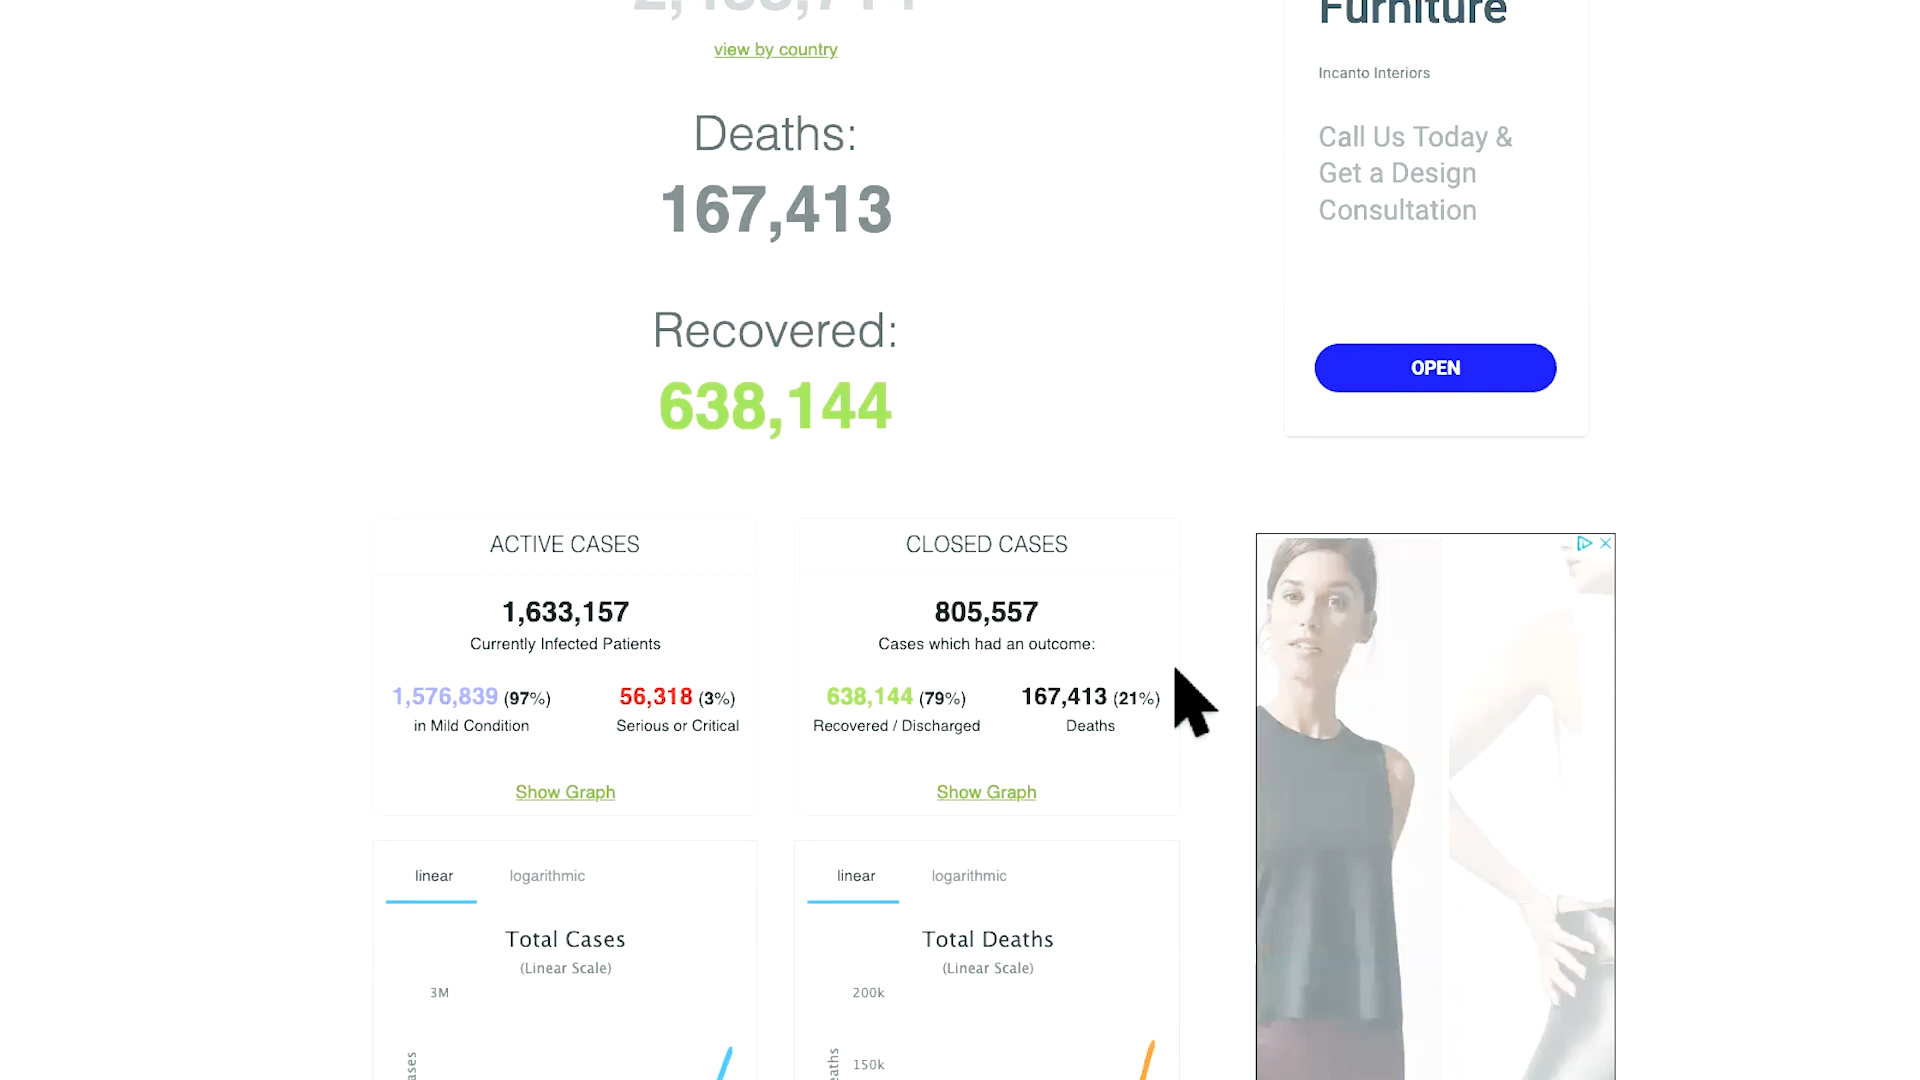 view by country
Deaths:
167,413
Recovered:
638,144
ACTIVE CASES
1,633,157
Currently Infected Patients
1,576,839 (97%)
in Mild Condition
56,318 (3%)
Serious or Critical
Show Graph
CLOSED CASES
805,557
Cases which had an outcome:
638,144 (79%)
Recovered / Discharged
167,413 (21%)
Deaths
Show Graph
linear
logarithmic
Total Cases
(Linear Scale)
3M
linear
logarithmic
Total Deaths
(Linear Scale)
200k
150k
Furniture
Incanto Interiors
Call Us Today &
Get a Design
Consultation
OPEN